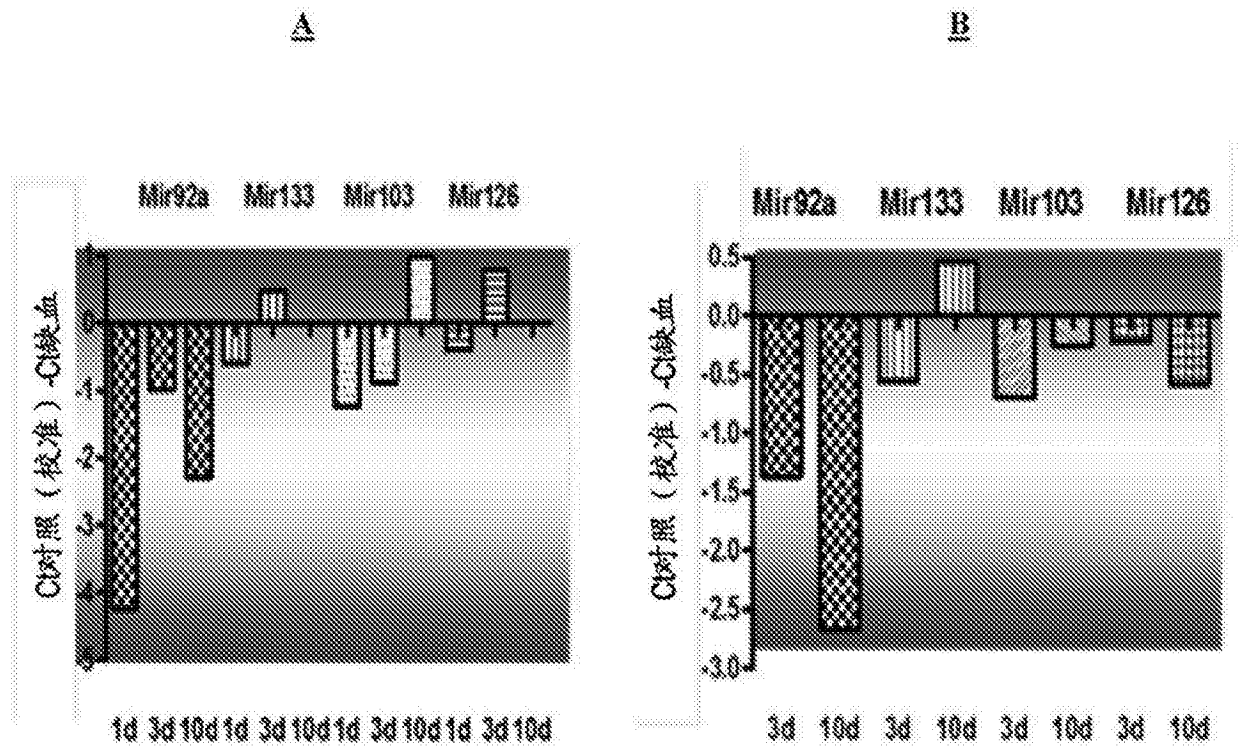 A
Mir92a Mir133 Mir103 Mir126
1
0
-1
-2
-3
-4
-5
Ct对照（校准）-Ct缺血
1d 3d 10d 1d 3d 10d 1d 3d 10d 1d 3d 10d
B
Mir92a Mir133 Mir103 Mir126
0.5
0.0
-0.5
-1.0
-1.5
-2.0
-2.5
-3.0
Ct对照（校准）-Ct缺血
3d 10d 3d 10d 3d 10d 3d 10d